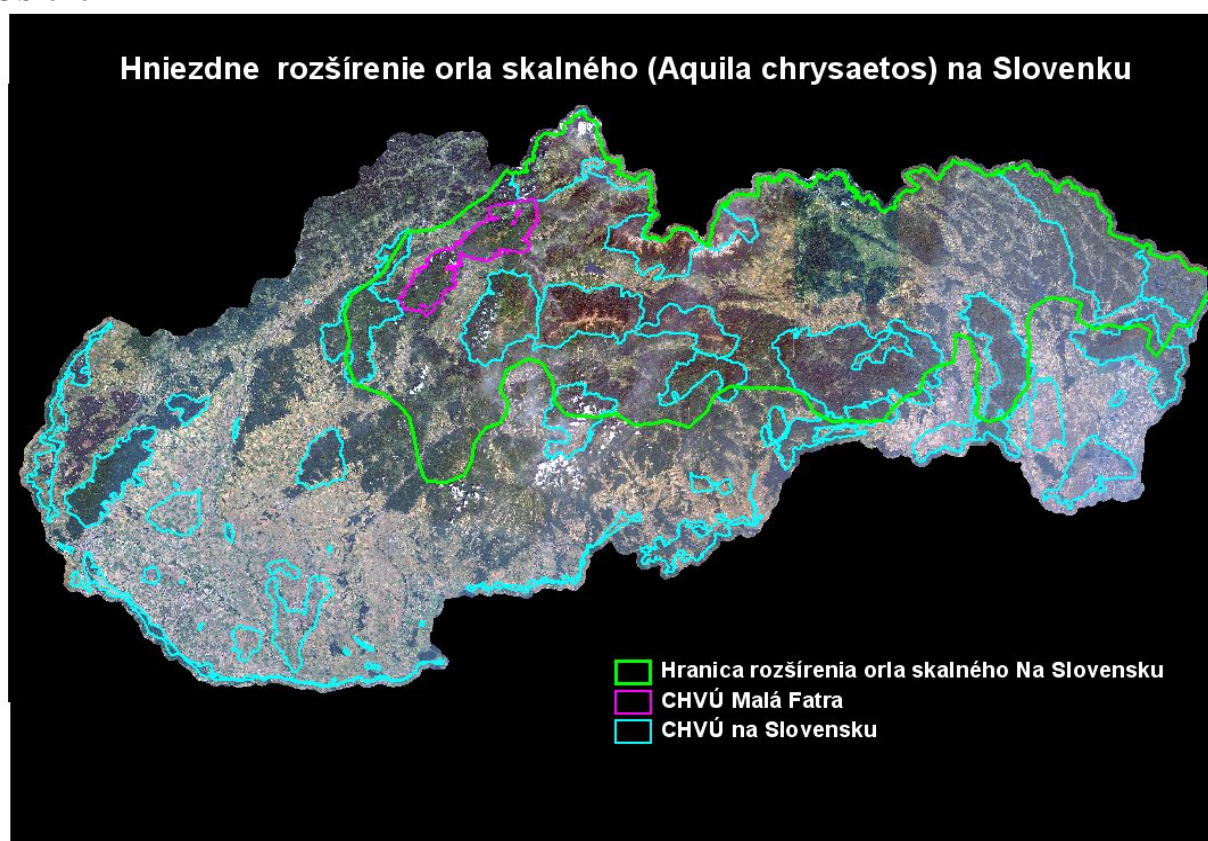 Hniezdne rozšírenie orla skalného (Aquila chrysaetos) na Slovenku
Hranica rozšírenia orla skalného Na Slovensku
CHVÚ Malá Fatra
CHVÚ na Slovensku